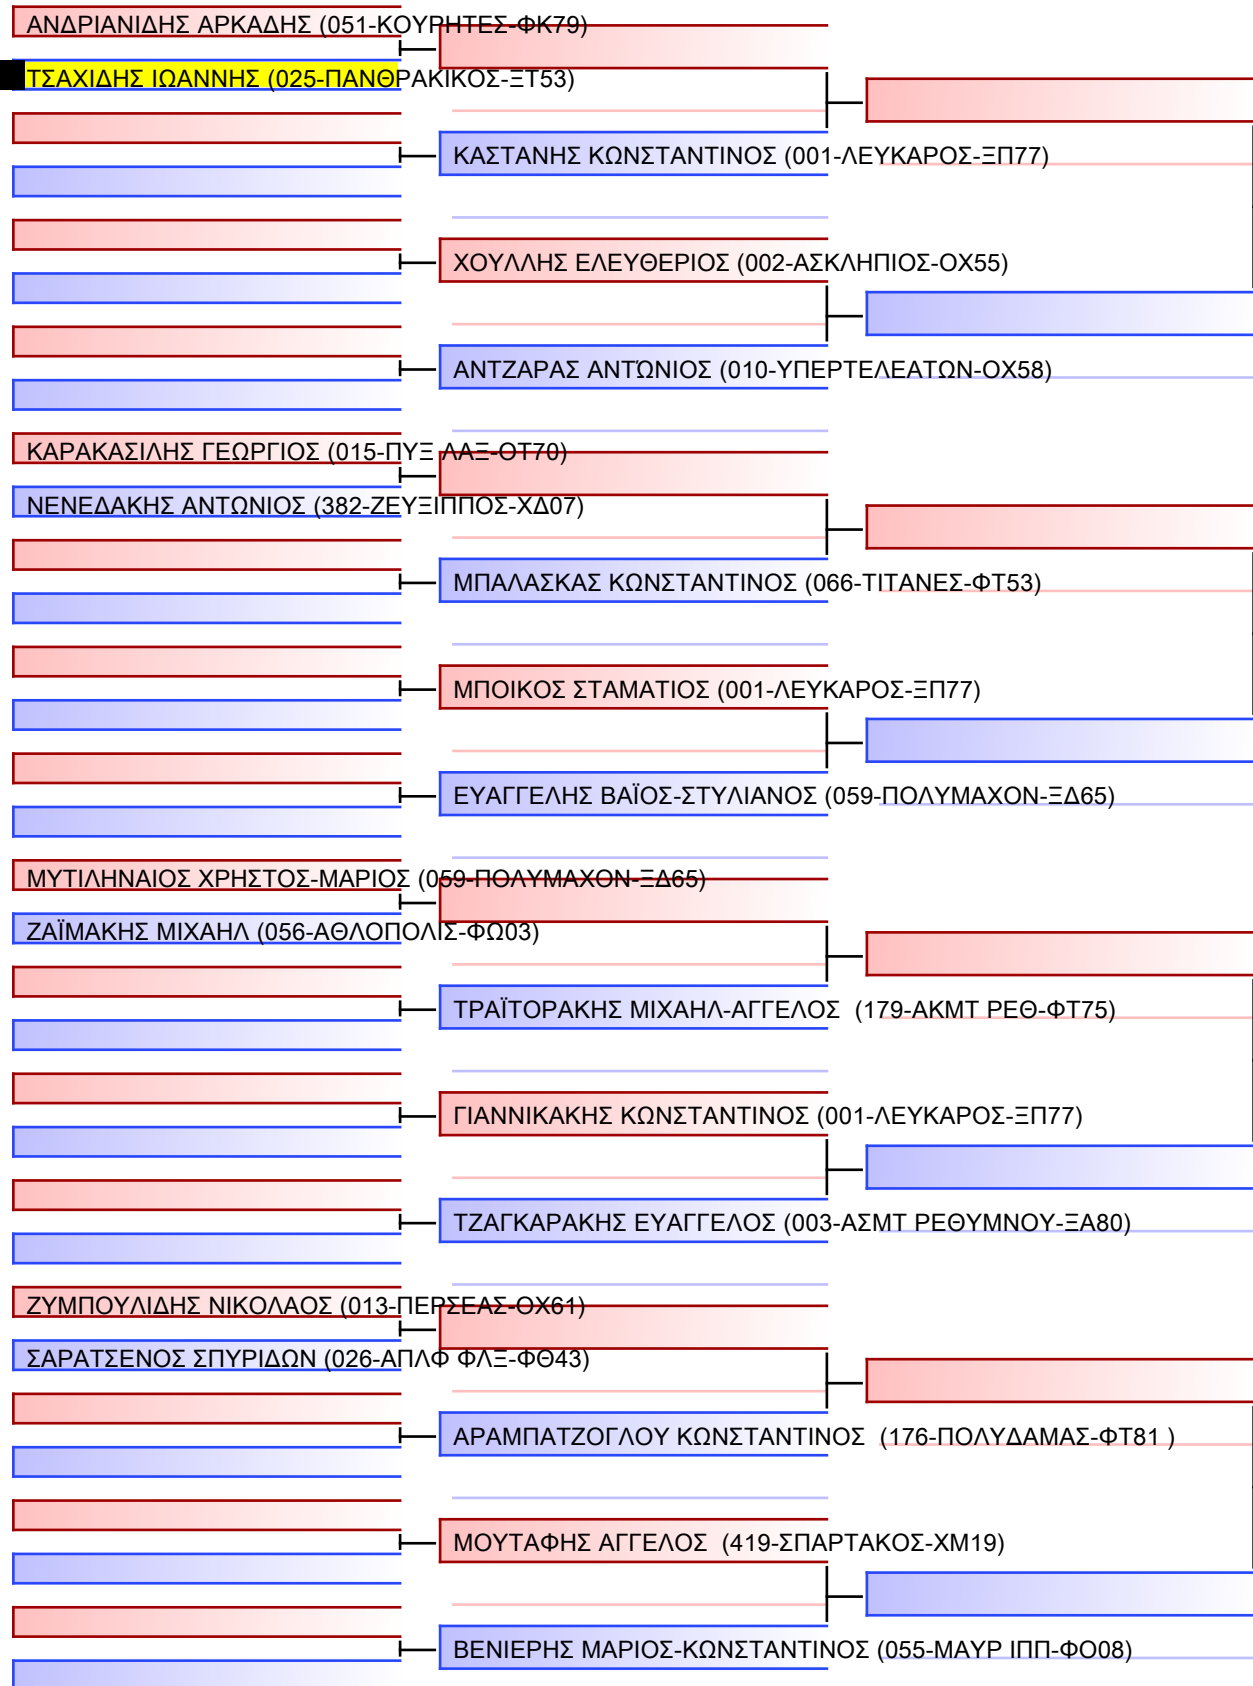 ΑΝΔΡΙΑΝΙΔΗΣ ΑΡΚΑΔΗΣ (051-ΚΟΥΡΗΤΕΣ-ΦΚ79)
ΤΣΑΧΙΔΗΣ ΙΩΑΝΝΗΣ (025-ΠΑΝΘΡΑΚΙΚΟΣ-ΞΤ53)
ΚΑΣΤΑΝΗΣ ΚΩΝΣΤΑΝΤΙΝΟΣ (001-ΛΕΥΚΑΡΟΣ-ΞΠ77)
ΧΟΥΛΛΗΣ ΕΛΕΥΘΕΡΙΟΣ (002-ΑΣΚΛΗΠΙΟΣ-ΟΧ55)
ΑΝΤΖΑΡΑΣ ΑΝΤΏΝΙΟΣ (010-ΥΠΕΡΤΕΛΕΑΤΩΝ-ΟΧ58)
ΚΑΡΑΚΑΣΙΛΗΣ ΓΕΩΡΓΙΟΣ (015-ΠΥΞ ΛΑΞ-ΟΤ70)
ΝΕΝΕΔΑΚΗΣ ΑΝΤΩΝΙΟΣ (382-ΖΕΥΞΙΠΠΟΣ-ΧΔ07)
ΜΠΑΛΑΣΚΑΣ ΚΩΝΣΤΑΝΤΙΝΟΣ (066-ΤΙΤΑΝΕΣ-ΦΤ53)
ΜΠΟΙΚΟΣ ΣΤΑΜΑΤΙΟΣ (001-ΛΕΥΚΑΡΟΣ-ΞΠ77)
ΕΥΑΓΓΕΛΗΣ ΒΑΪΟΣ-ΣΤΥΛΙΑΝΟΣ (059-ΠΟΛΥΜΑΧΟΝ-ΞΔ65)
ΜΥΤΙΛΗΝΑΙΟΣ ΧΡΗΣΤΟΣ-ΜΑΡΙΟΣ (059-ΠΟΛΥΜΑΧΟΝ-ΞΔ65)
ΖΑΪΜΑΚΗΣ ΜΙΧΑΗΛ (056-ΑΘΛΟΠΟΛΙΣ-ΦΩ03)
ΤΡΑΪΤΟΡΑΚΗΣ ΜΙΧΑΗΛ-ΑΓΓΕΛΟΣ (179-ΑΚΜΤ ΡΕΘ-ΦΤ75)
ΓΙΑΝΝΙΚΑΚΗΣ ΚΩΝΣΤΑΝΤΙΝΟΣ (001-ΛΕΥΚΑΡΟΣ-ΞΠ77)
ΤΖΑΓΚΑΡΑΚΗΣ ΕΥΑΓΓΕΛΟΣ (003-ΑΣΜΤ ΡΕΘΥΜΝΟΥ-ΞΑ80)
ΖΥΜΠΟΥΛΙΔΗΣ ΝΙΚΟΛΑΟΣ (013-ΠΕΡΣΕΑΣ-ΟΧ61)
ΣΑΡΑΤΣΕΝΟΣ ΣΠΥΡΙΔΩΝ (026-ΑΠΛΦ ΦΛΞ-ΦΘ43)
ΑΡΑΜΠΑΤΖΟΓΛΟΥ ΚΩΝΣΤΑΝΤΙΝΟΣ (176-ΠΟΛΥΔΑΜΑΣ-ΦΤ81 )
ΜΟΥΤΑΦΗΣ ΑΓΓΕΛΟΣ (419-ΣΠΑΡΤΑΚΟΣ-ΧΜ19)
ΒΕΝΙΕΡΗΣ ΜΑΡΙΟΣ-ΚΩΝΣΤΑΝΤΙΝΟΣ (055-ΜΑΥΡ ΙΠΠ-ΦΟ08)